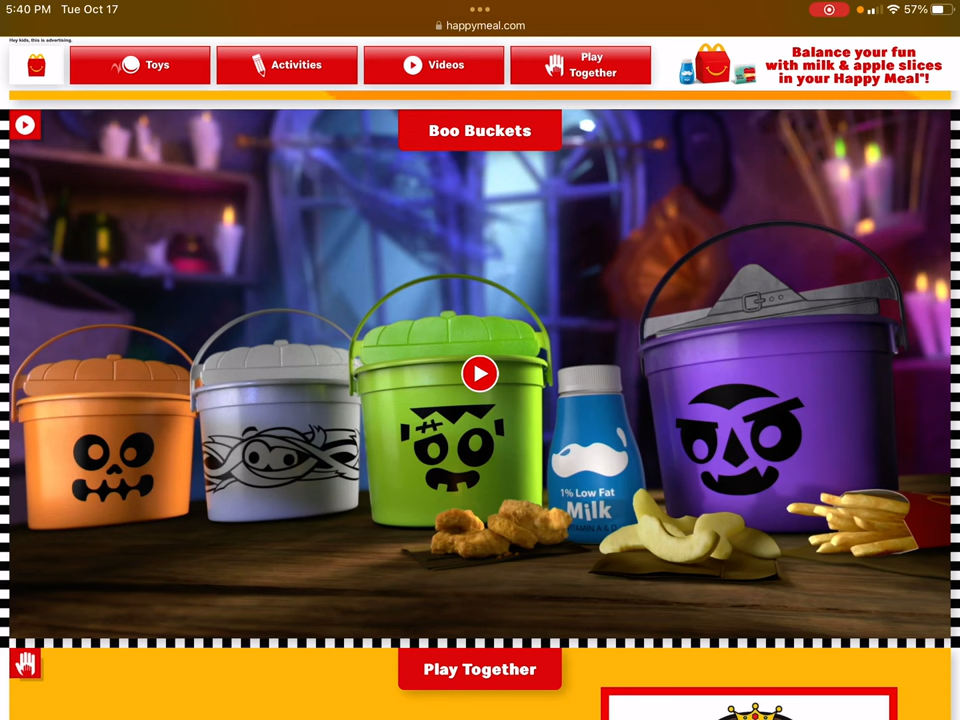 5:40 PM Tue Oct 17
57%
happymeal.com
Hey kids, this is advertising.
Toys
Activities
Videos
Play
Together
Balance your fun
with milk & apple slices
in your Happy Meal®!
Boo Buckets
1% Low Fat
Milk
VITAMIN A & D
Play Together